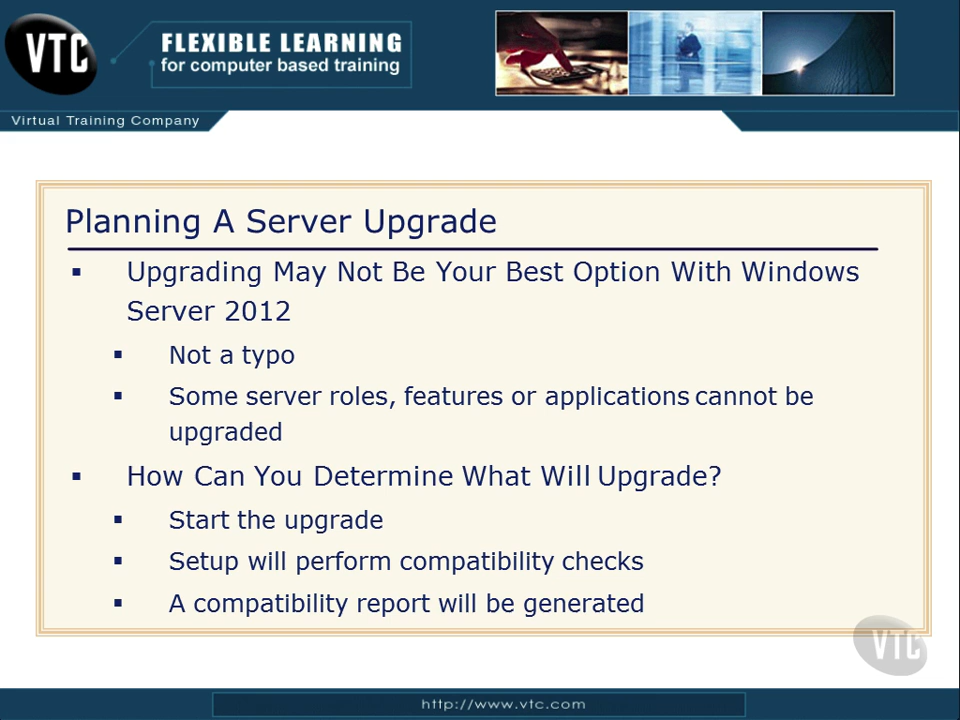 VTC
FLEXIBLE LEARNING
for computer based training
Virtual Training Company
Planning A Server Upgrade
▪ Upgrading May Not Be Your Best Option With Windows
Server 2012
▪ Not a typo
▪ Some server roles, features or applications cannot be
upgraded
▪ How Can You Determine What Will Upgrade?
▪ Start the upgrade
▪ Setup will perform compatibility checks
▪ A compatibility report will be generated
VTC
http://www.vtc.com